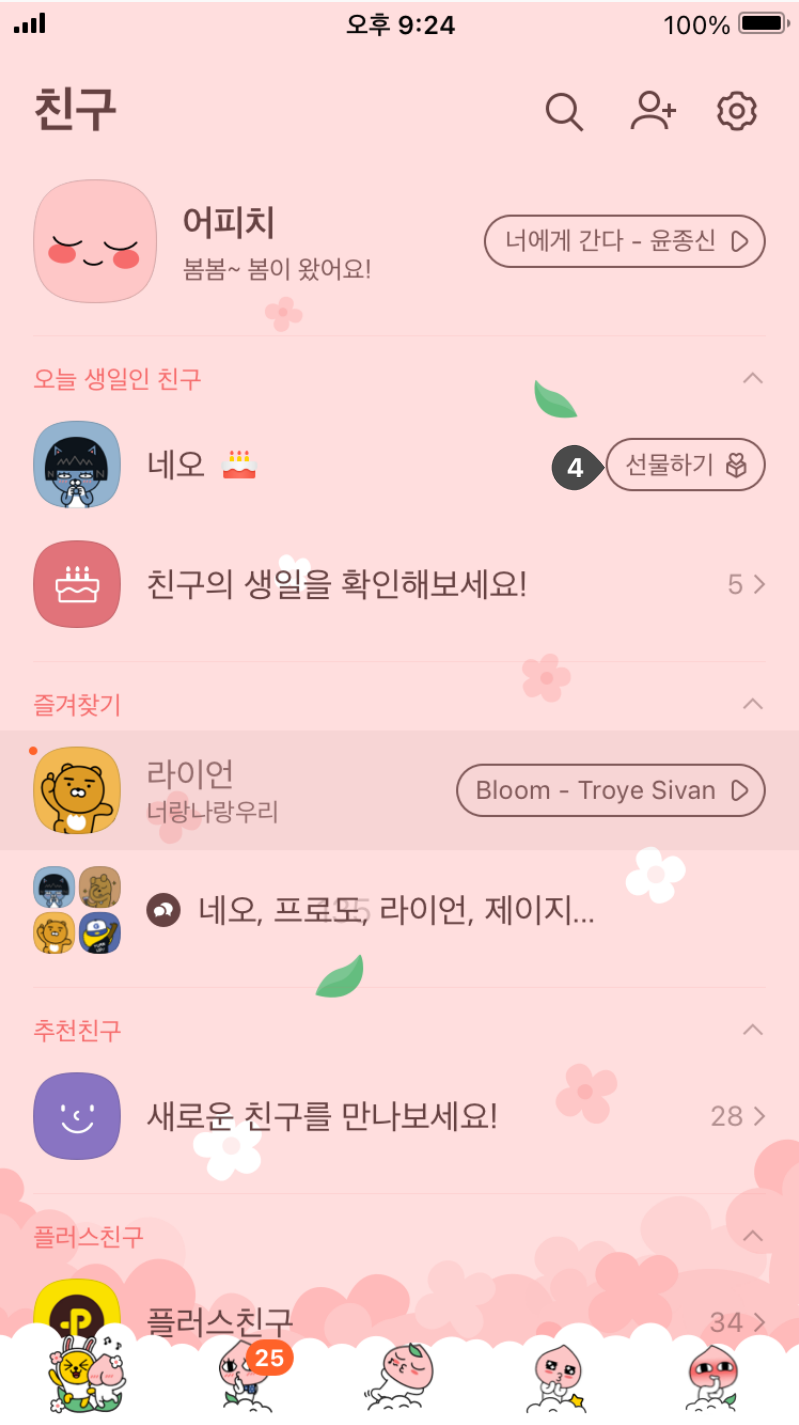 오후 9:24
100%
친구
어피치
봄봄~ 봄이 왔어요!
너에게 간다 - 윤종신
오늘 생일인 친구
네오
4
선물하기
친구의 생일을 확인해보세요!
5
즐겨찾기
라이언
너랑나랑우리
Bloom - Troye Sivan
네오, 프로도, 라이언, 제이지...
135
추천친구
새로운 친구를 만나보세요!
28
플러스친구
P
플러스친구
34
25